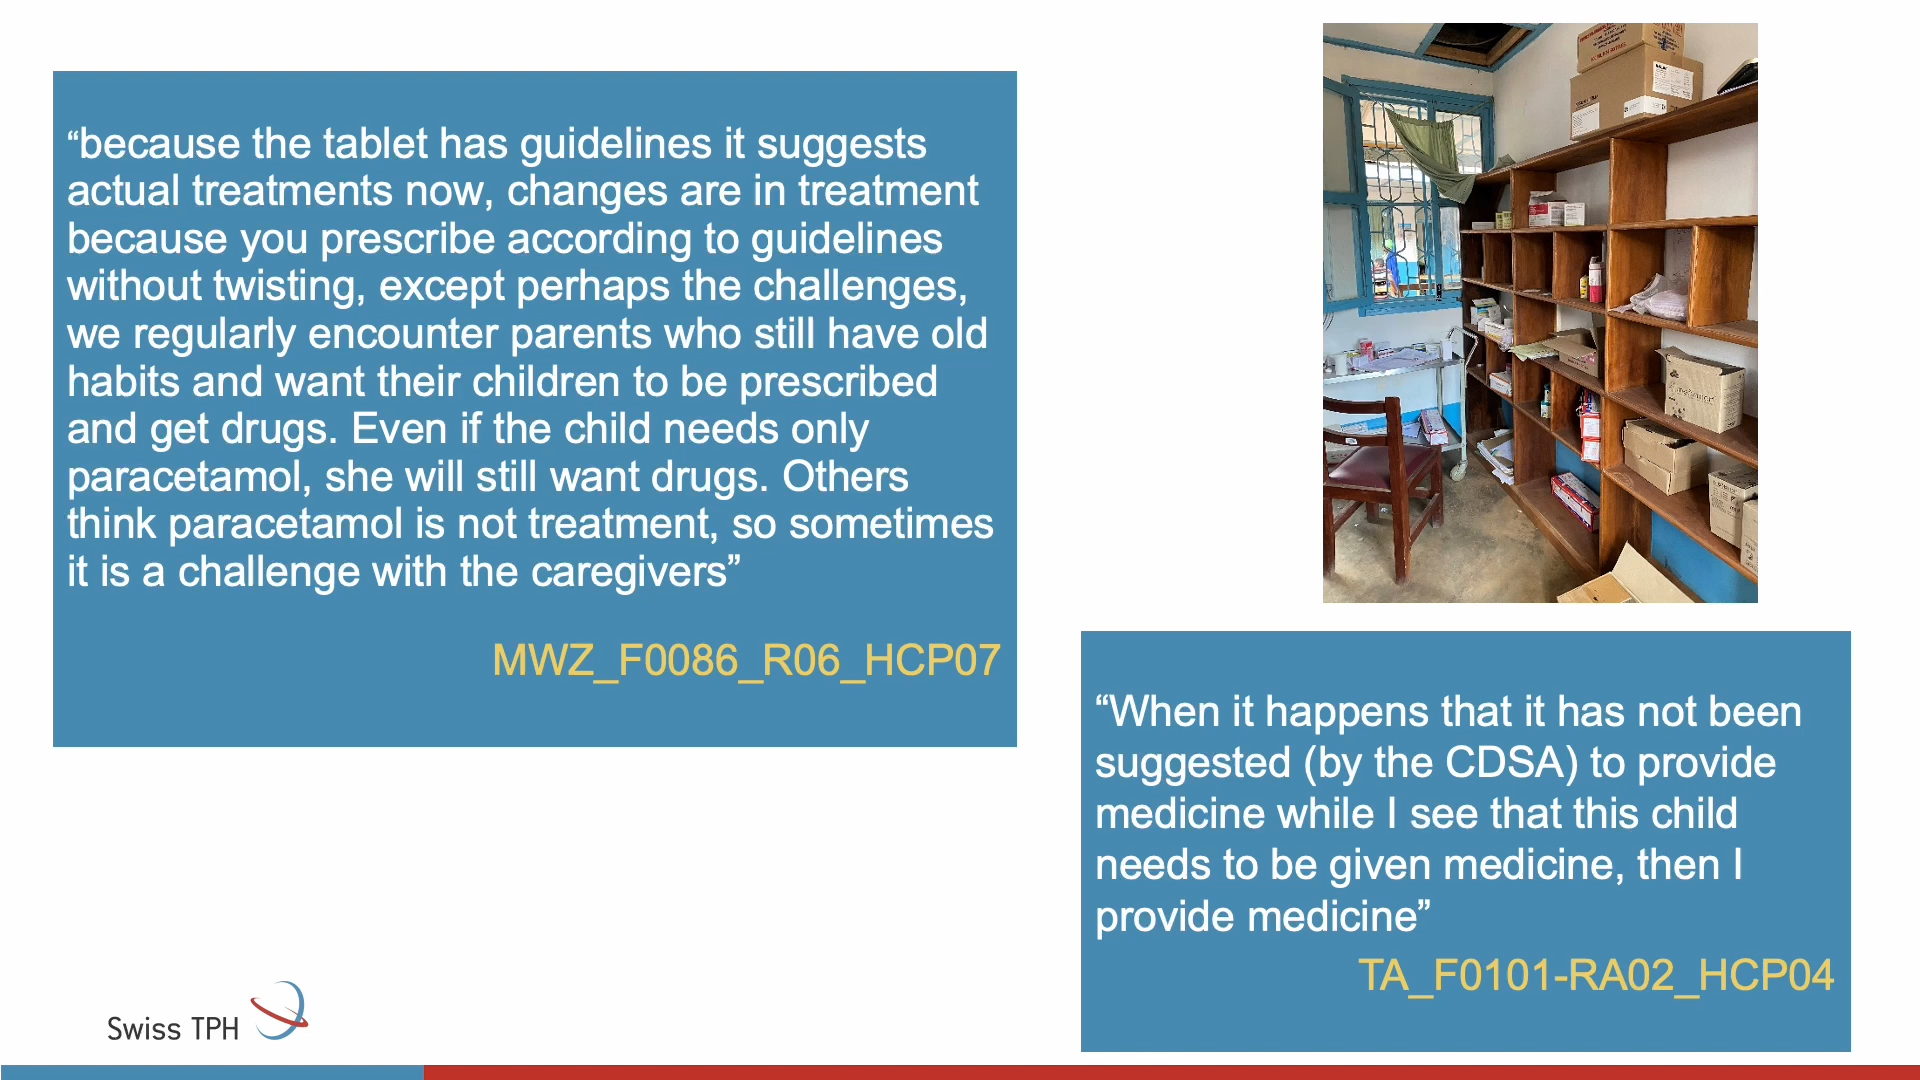 “because the tablet has guidelines it suggests
actual treatments now, changes are in treatment
because you prescribe according to guidelines
without twisting, except perhaps the challenges,
we regularly encounter parents who still have old
habits and want their children to be prescribed
and get drugs. Even if the child needs only
paracetamol, she will still want drugs. Others
think paracetamol is not treatment, so sometimes
it is a challenge with the caregivers”
MWZ_F0086_R06_HCP07
“When it happens that it has not been
suggested (by the CDSA) to provide
medicine while I see that this child
needs to be given medicine, then I
provide medicine”
TA_F0101-RA02_HCP04
Swiss TPH